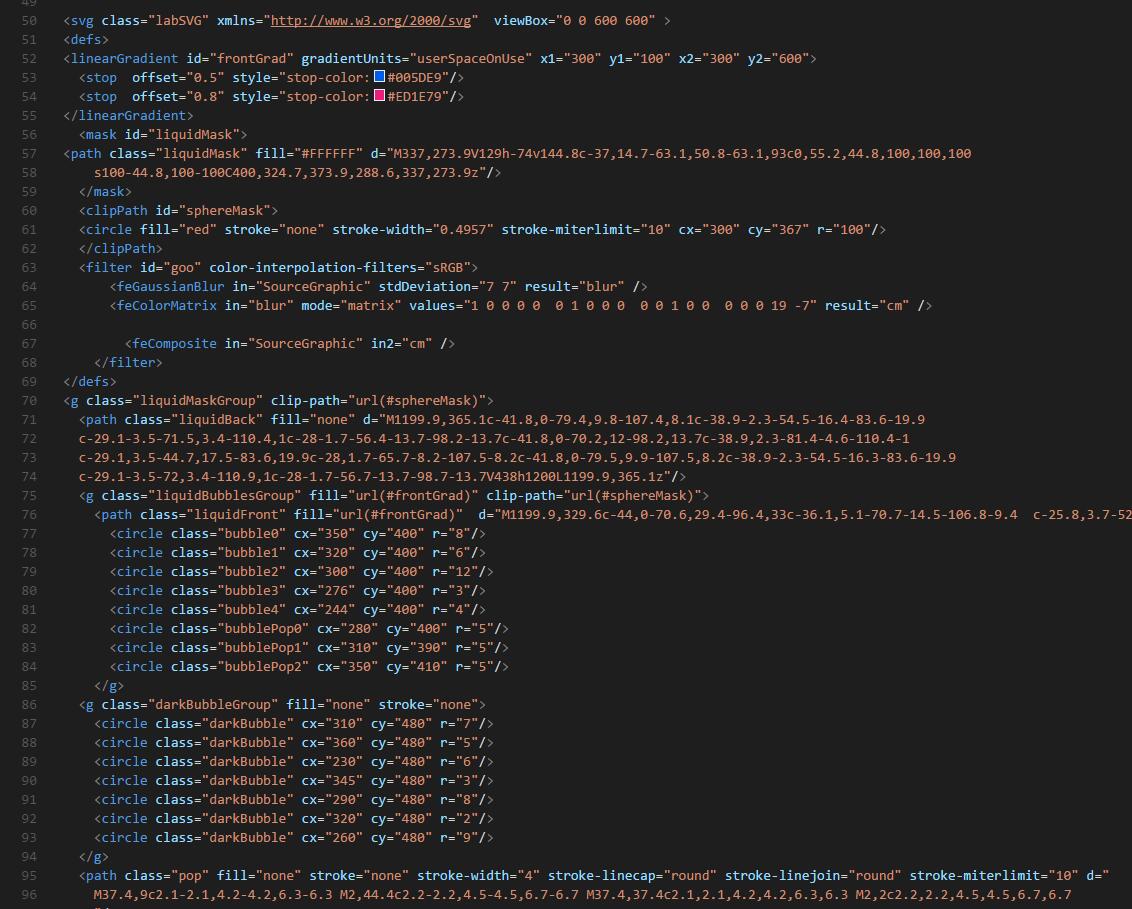 49
50 <svg class="labSVG" xmlns="http://www.w3.org/2000/svg"  viewBox="0 0 600 600" >
51 <defs>
52 <linearGradient id="frontGrad" gradientUnits="userSpaceOnUse" x1="300" y1="100" x2="300" y2="600">
53   <stop  offset="0.5" style="stop-color:#005DE9"/>
54   <stop  offset="0.8" style="stop-color:#ED1E79"/>
55 </linearGradient>
56   <mask id="liquidMask">
57 <path class="liquidMask" fill="#FFFFFF" d="M337,273.9V129h-74v144.8c-37,14.7-63.1,50.8-63.1,93c0,55.2,44.8,100,100,100
58     s100-44.8,100-100C400,324.7,373.9,288.6,337,273.9z"/>
59   </mask>
60   <clipPath id="sphereMask">
61   <circle fill="red" stroke="none" stroke-width="0.4957" stroke-miterlimit="10" cx="300" cy="367" r="100"/>
62   </clipPath>
63   <filter id="goo" color-interpolation-filters="sRGB">
64       <feGaussianBlur in="SourceGraphic" stdDeviation="7 7" result="blur" />
65       <feColorMatrix in="blur" mode="matrix" values="1 0 0 0 0  0 1 0 0 0  0 0 1 0 0  0 0 0 19 -7" result="cm" />
66
67         <feComposite in="SourceGraphic" in2="cm" />
68     </filter>
69 </defs>
70 <g class="liquidMaskGroup" clip-path="url(#sphereMask)">
71   <path class="liquidBack" fill="none" d="M1199.9,365.1c-41.8,0-79.4,9.8-107.4,8.1c-38.9-2.3-54.5-16.4-83.6-19.9
72   c-29.1-3.5-71.5,3.4-110.4,1c-28-1.7-56.4-13.7-98.2-13.7c-41.8,0-70.2,12-98.2,13.7c-38.9,2.3-81.4-4.6-110.4-1
73   c-29.1,3.5-44.7,17.5-83.6,19.9c-28,1.7-65.7-8.2-107.5-8.2c-41.8,0-79.5,9.9-107.5,8.2c-38.9-2.3-54.5-16.3-83.6-19.9
74   c-29.1-3.5-72,3.4-110.9,1c-28-1.7-56.7-13.7-98.7-13.7V438h1200L1199.9,365.1z"/>
75   <g class="liquidBubblesGroup" fill="url(#frontGrad)" clip-path="url(#sphereMask)">
76     <path class="liquidFront" fill="url(#frontGrad)"  d="M1199.9,329.6c-44,0-70.6,29.4-96.4,33c-36.1,5.1-70.7-14.5-106.8-9.4  c-25.8,3.7-52
77       <circle class="bubble0" cx="350" cy="400" r="8"/>
78       <circle class="bubble1" cx="320" cy="400" r="6"/>
79       <circle class="bubble2" cx="300" cy="400" r="12"/>
80       <circle class="bubble3" cx="276" cy="400" r="3"/>
81       <circle class="bubble4" cx="244" cy="400" r="4"/>
82       <circle class="bubblePop0" cx="280" cy="400" r="5"/>
83       <circle class="bubblePop1" cx="310" cy="390" r="5"/>
84       <circle class="bubblePop2" cx="350" cy="410" r="5"/>
85     </g>
86   <g class="darkBubbleGroup" fill="none" stroke="none">
87     <circle class="darkBubble" cx="310" cy="480" r="7"/>
88     <circle class="darkBubble" cx="360" cy="480" r="5"/>
89     <circle class="darkBubble" cx="230" cy="480" r="6"/>
90     <circle class="darkBubble" cx="345" cy="480" r="3"/>
91     <circle class="darkBubble" cx="290" cy="480" r="8"/>
92     <circle class="darkBubble" cx="320" cy="480" r="2"/>
93     <circle class="darkBubble" cx="260" cy="480" r="9"/>
94   </g>
95   <path class="pop" fill="none" stroke="none" stroke-width="4" stroke-linecap="round" stroke-linejoin="round" stroke-miterlimit="10" d="
96     M37.4,9c2.1-2.1,4.2-4.2,6.3-6.3 M2,44.4c2.2-2.2,4.5-4.5,6.7-6.7 M37.4,37.4c2.1,2.1,4.2,4.2,6.3,6.3 M2,2c2.2,2.2,4.5,4.5,6.7,6.7